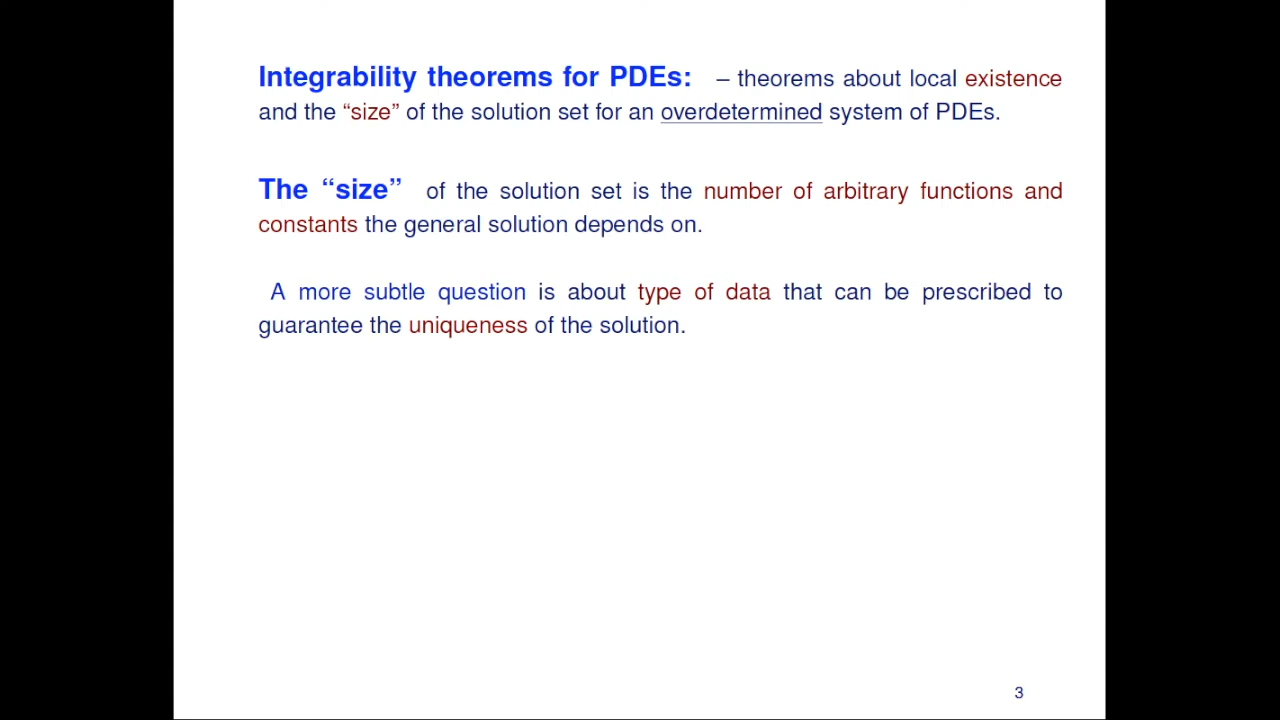 Integrability theorems for PDEs: – theorems about local existence
and the “size” of the solution set for an overdetermined system of PDEs.
The “size” of the solution set is the number of arbitrary functions and
constants the general solution depends on.
A more subtle question is about type of data that can be prescribed to
guarantee the uniqueness of the solution.
3